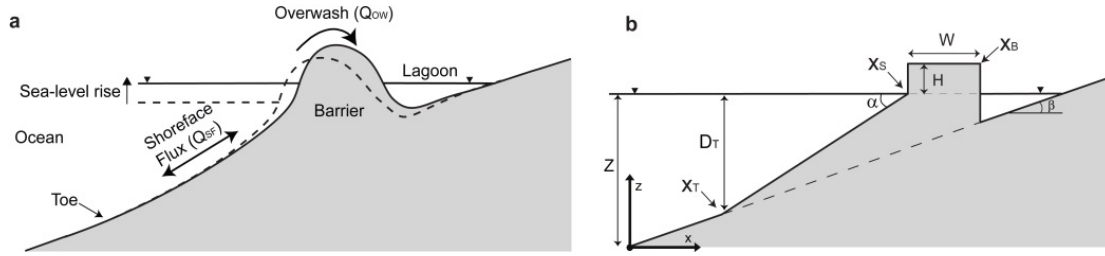 a
Overwash (QOW)
Sea-level rise
Lagoon
Ocean
Shoreface
Flux (QSF)
Barrier
Toe
b
W
XB
XS
H
α
β
Z
DT
XT
z
x